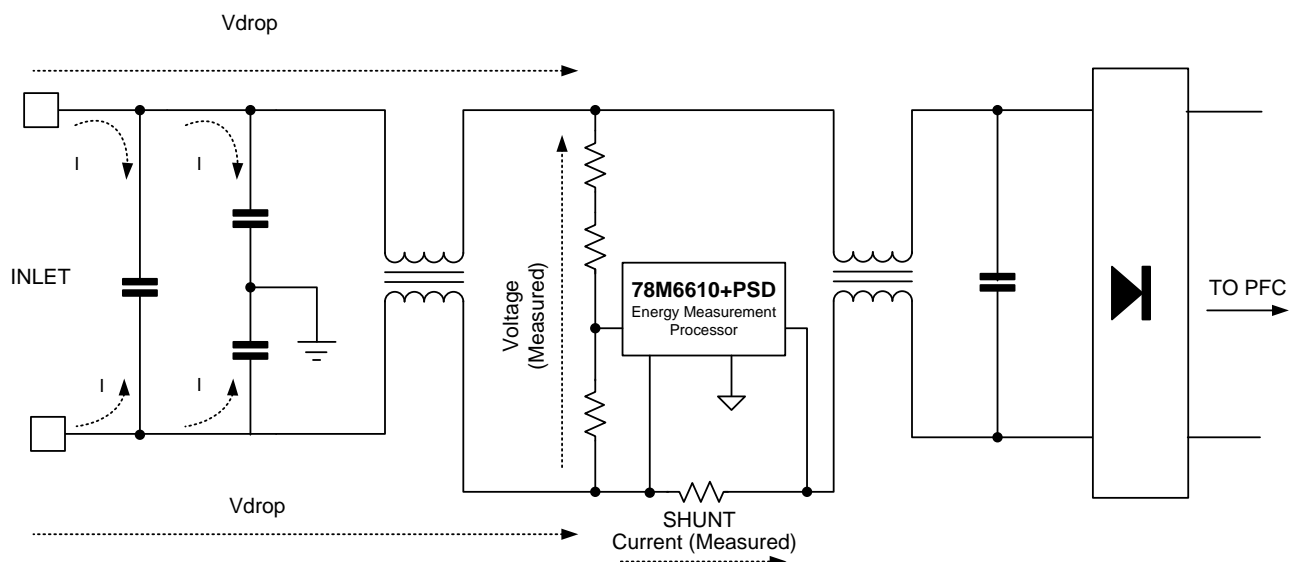 Vdrop
I
I
INLET
I
I
Voltage
(Measured)
78M6610+PSD
Energy Measurement
Processor
TO PFC
Vdrop
SHUNT
Current (Measured)